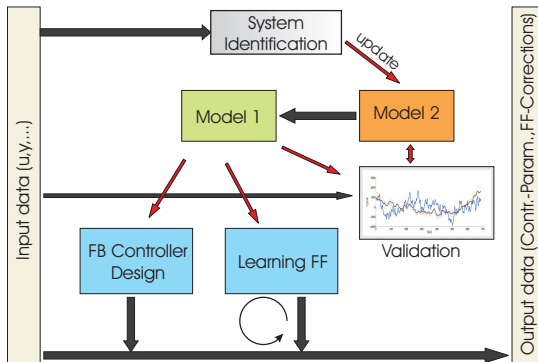 System
Identification
update
Model 1
Model 2
Input data (u,y,...)
Output data (Contr.-Param.,,FF-Corrections)
Validation
FB Controller
Design
Learning FF